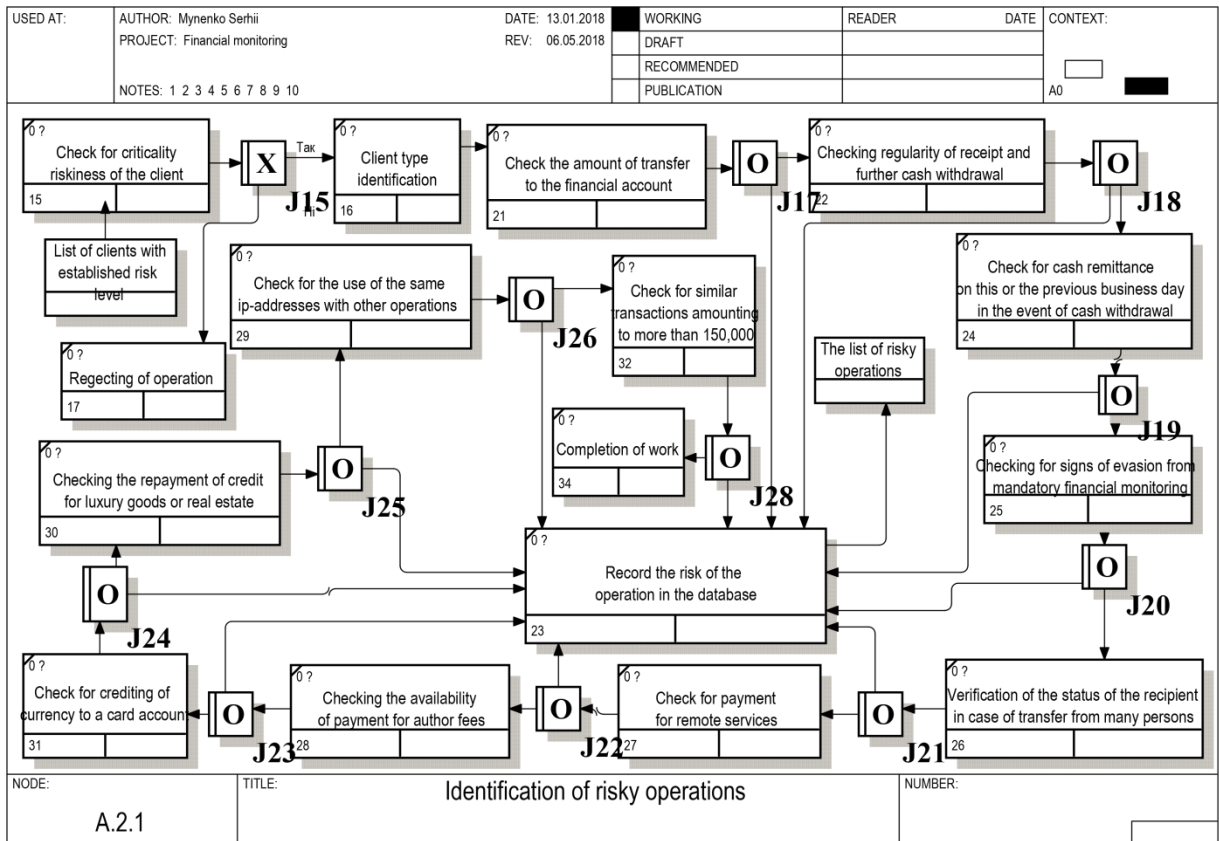 USED AT:
AUTHOR: Mynenko Serhii
DATE: 13.01.2018
PROJECT: Financial monitoring
REV: 06.05.2018
NOTES: 1 2 3 4 5 6 7 8 9 10
WORKING
DRAFT
RECOMMENDED
PUBLICATION
READER
DATE
CONTEXT:
A0
0 ?
Check for criticality
riskiness of the client
15
X
J15
Так
Ні
0 ?
Client type
identification
16
0 ?
Check the amount of transfer
to the financial account
21
O
J17
0 ?
Checking regularity of receipt and
further cash withdrawal
22
O
J18
List of clients with
established risk
level
0 ?
Regecting of operation
17
0 ?
Check for the use of the same
ip-addresses with other operations
29
O
J26
0 ?
Check for similar
transactions amounting
to more than 150,000
32
The list of risky
operations
0 ?
Check for cash remittance
on this or the previous business day
in the event of cash withdrawal
24
O
J19
0 ?
Checking the repayment of credit
for luxury goods or real estate
30
O
J25
0 ?
Completion of work
34
O
J28
0 ?
Checking for signs of evasion from
mandatory financial monitoring
25
O
J20
O
J24
0 ?
Record the risk of the
operation in the database
23
0 ?
Check for crediting of
currency to a card account
31
O
J23
0 ?
Checking the availability
of payment for author fees
28
O
J22
0 ?
Check for payment
for remote services
27
O
J21
0 ?
Verification of the status of the recipient
in case of transfer from many persons
26
NODE:
A.2.1
TITLE:
Identification of risky operations
NUMBER: